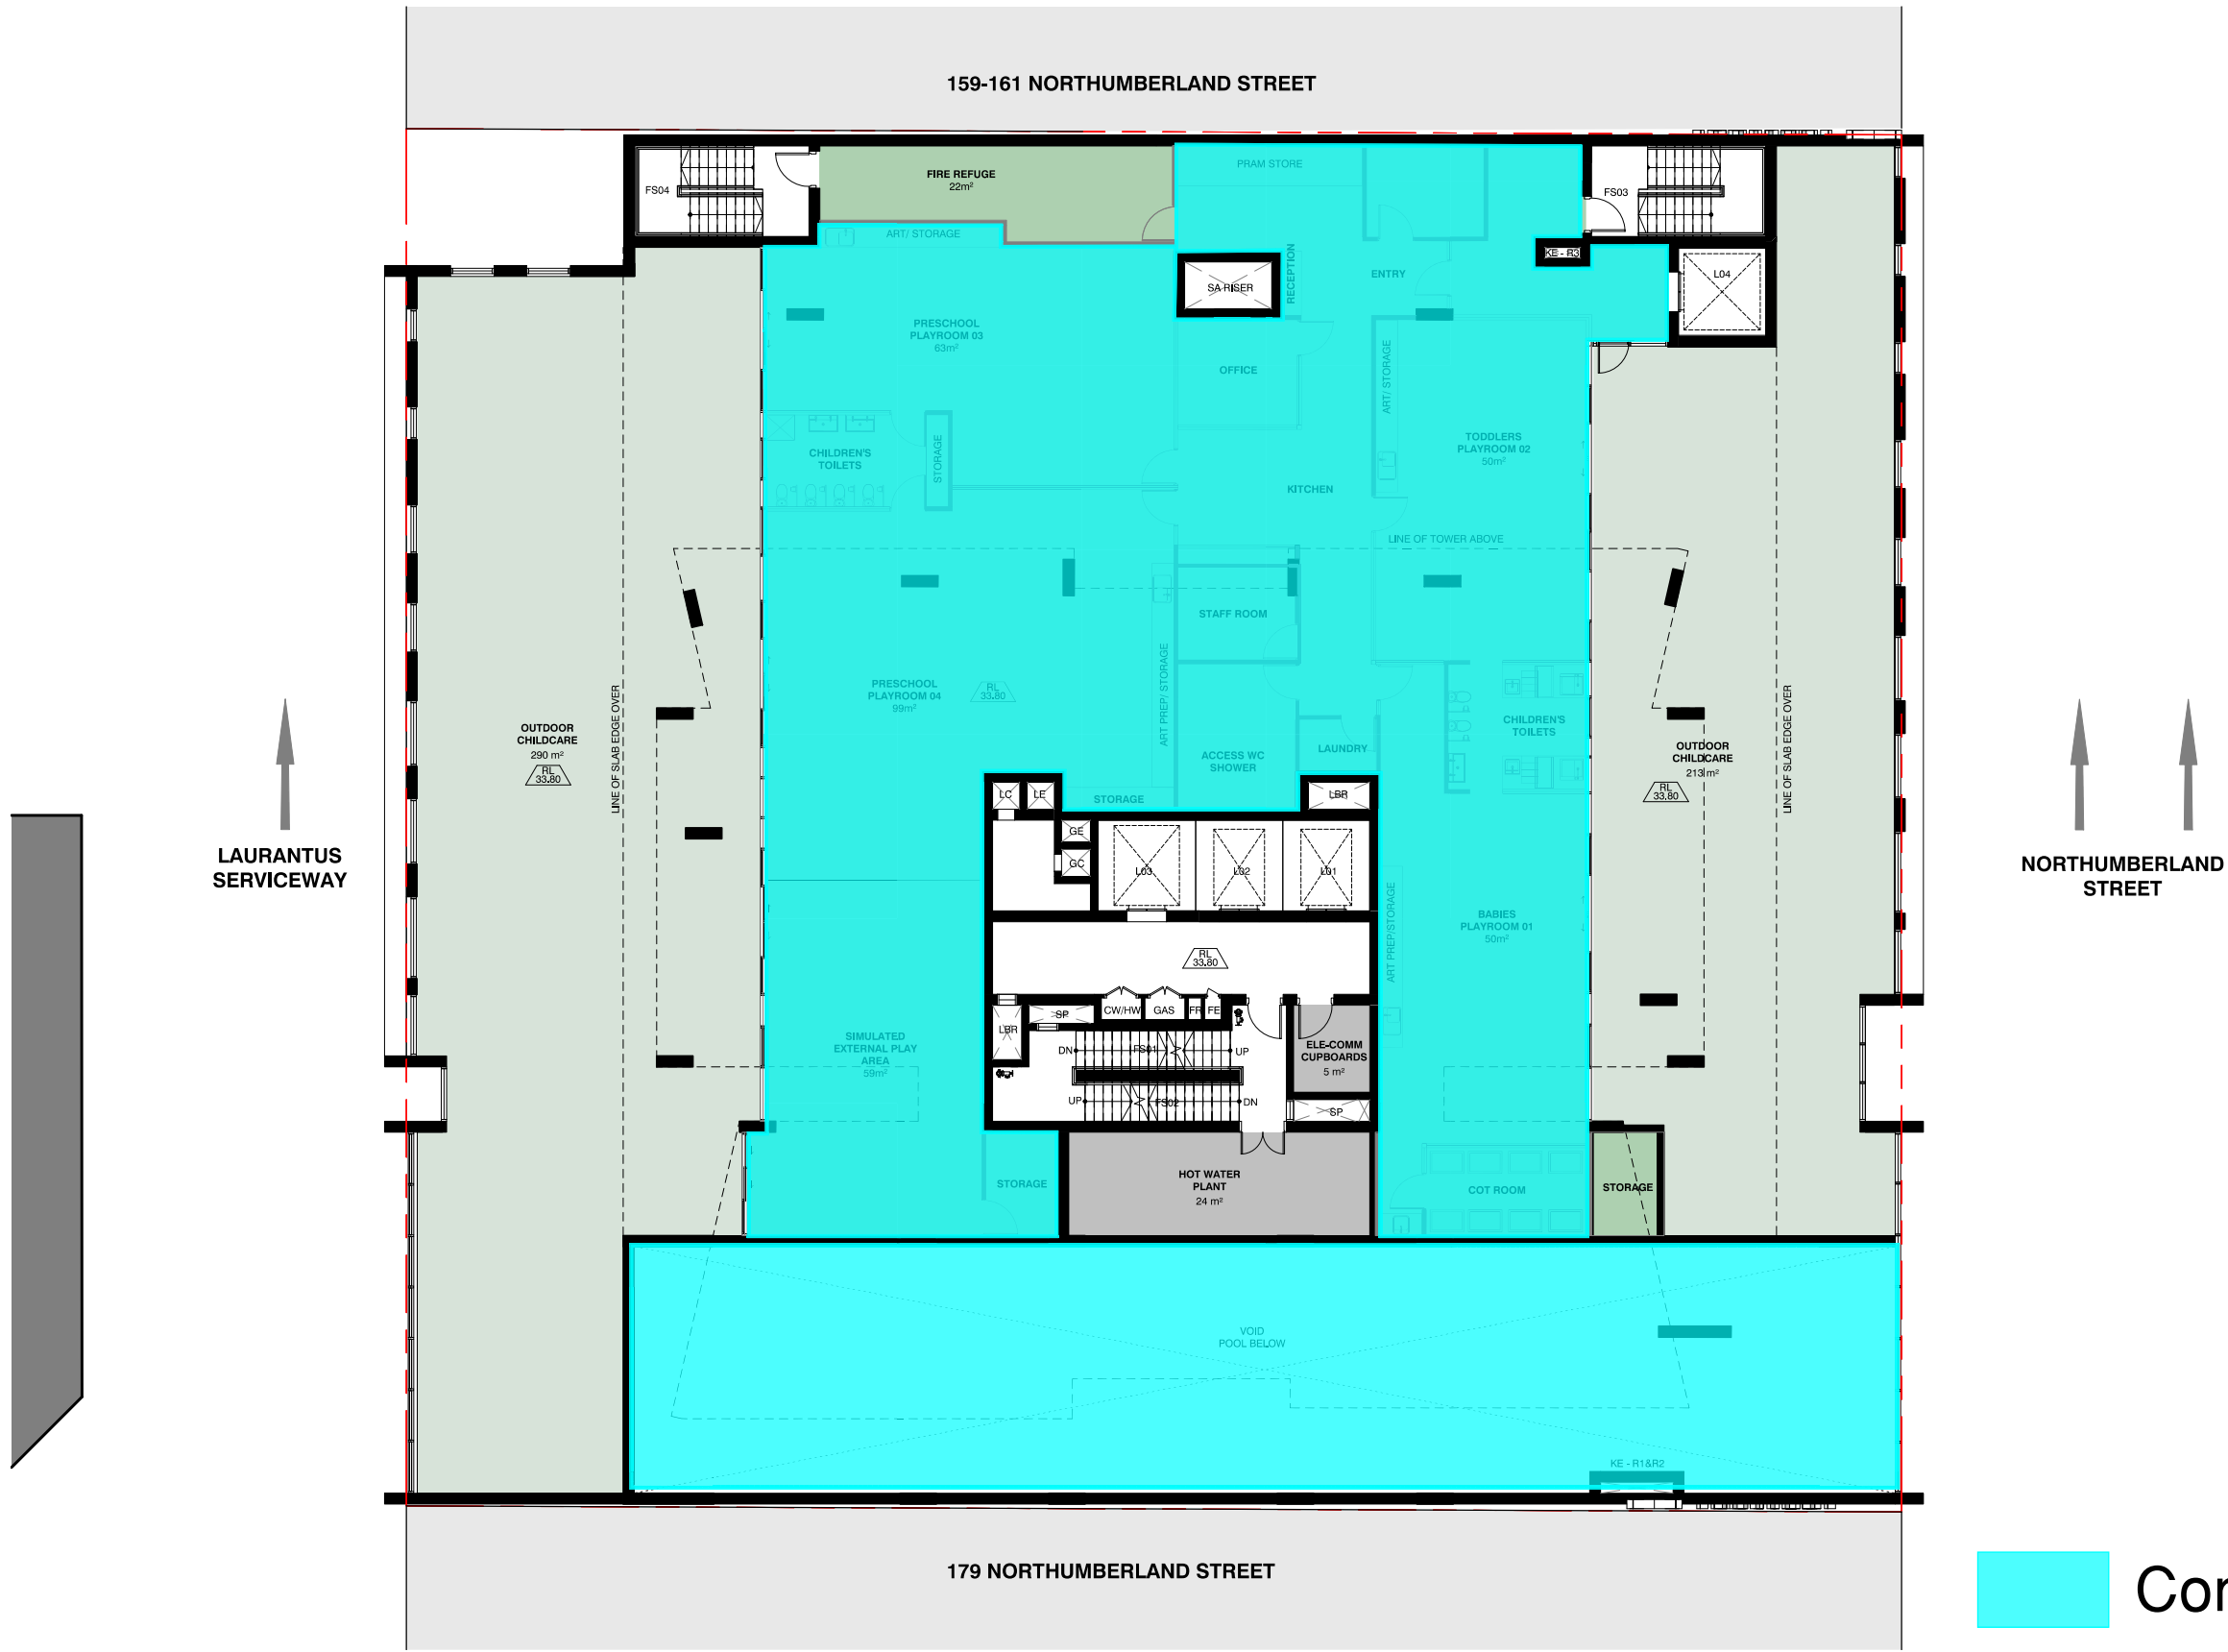 159-161 NORTHUMBERLAND STREET
FS04
FIRE REFUGE
22m²
PRAM STORE
FS03
ART/ STORAGE
KE - R3
SA RISER
RECEPTION
ENTRY
L04
PRESCHOOL
PLAYROOM 03
63m²
OFFICE
ART/ STORAGE
TODDLERS
PLAYROOM 02
50m²
CHILDREN'S
TOILETS
STORAGE
KITCHEN
LINE OF TOWER ABOVE
STAFF ROOM
PRESCHOOL
PLAYROOM 04
99m²
RL
33.80
ART PREP/ STORAGE
LINE OF SLAB EDGE OVER
OUTDOOR
CHILDCARE
290 m²
RL
33.80
ACCESS WC
SHOWER
LAUNDRY
CHILDREN'S
TOILETS
OUTDOOR
CHILDCARE
213 m²
RL
33.80
LINE OF SLAB EDGE OVER
LC
LE
STORAGE
LBR
GE
GC
L03
L02
L01
LAURANTUS
SERVICEWAY
NORTHUMBERLAND
STREET
ART PREP/STORAGE
BABIES
PLAYROOM 01
50m²
RL
33.80
LBR
SP
CW/HW
GAS
FR
FE
SIMULATED
EXTERNAL PLAY
AREA
59m²
DN
FS01
UP
ELE-COMM
CUPBOARDS
5 m²
UP
FS02
DN
SP
STORAGE
HOT WATER
PLANT
24 m²
COT ROOM
STORAGE
VOID
POOL BELOW
KE - R1&R2
179 NORTHUMBERLAND STREET